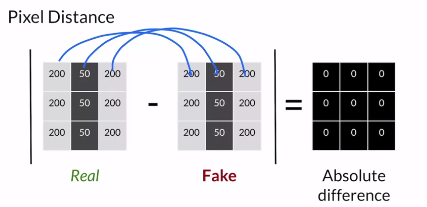 Pixel Distance
200 50 200 - 200 50 200 = 0 0 0
200 50 200 200 50 200 0 0 0
200 50 200 200 50 200 0 0 0
Real Fake Absolute
difference